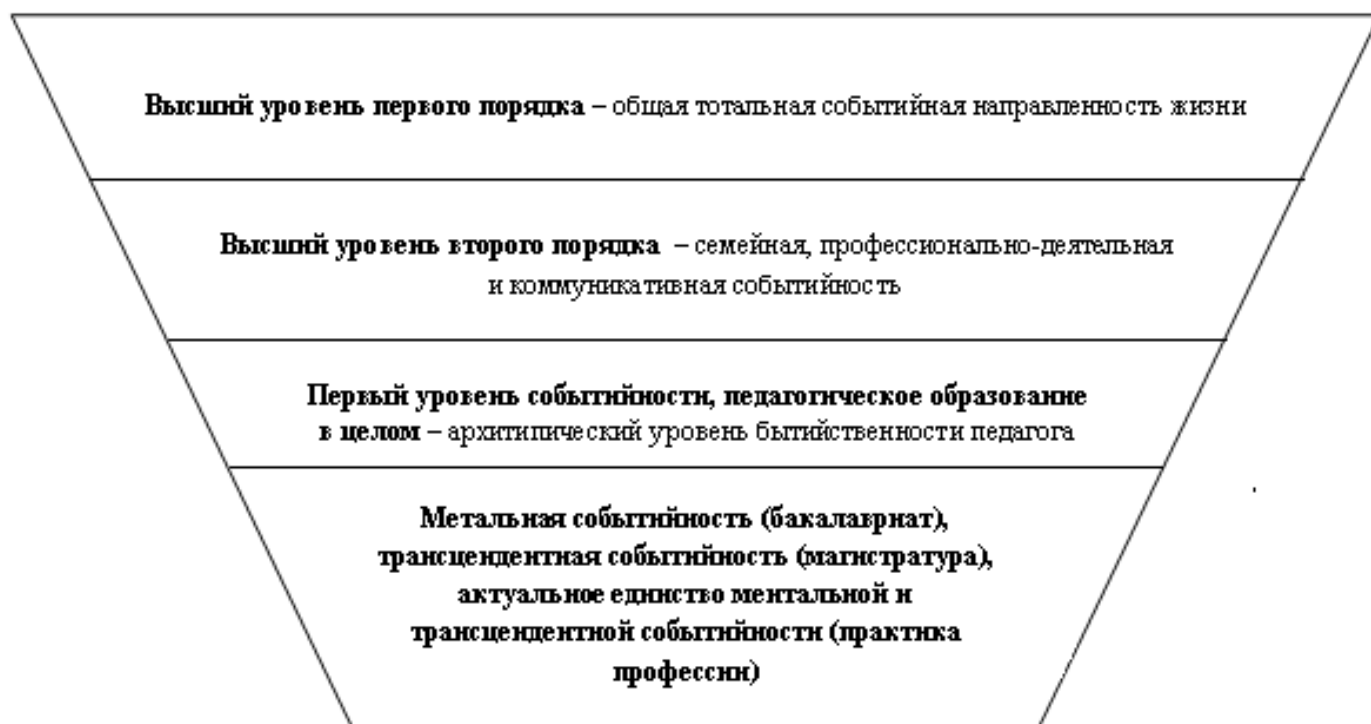 Высший уровень первого порядка – общая тотальная событийная направленность жизни
Высший уровень второго порядка – семейная, профессионально-деятельная
и коммуникативная событийность
Первый уровень событийности, педагогическое образование
в целом – архитипический уровень бытийственности педагога
Метальная событийность (бакалавриат),
трансцендентная событийность (магистратура),
актуальное единство ментальной и
трансцендентной событийности (практика
профессии)